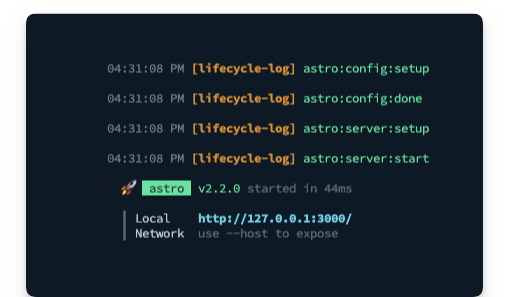 04:31:08 PM [lifecycle-log] astro:config:setup
04:31:08 PM [lifecycle-log] astro:config:done
04:31:08 PM [lifecycle-log] astro:server:setup
04:31:08 PM [lifecycle-log] astro:server:start
🚀 astro v2.2.0 started in 44ms
Local http://127.0.0.1:3000/
Network use --host to expose